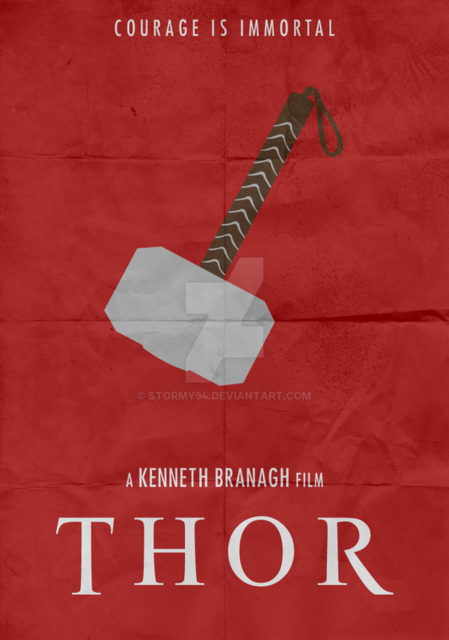 COURAGE IS IMMORTAL
© STORMY94.DEVIANTART.COM
A KENNETH BRANAGH FILM
THOR